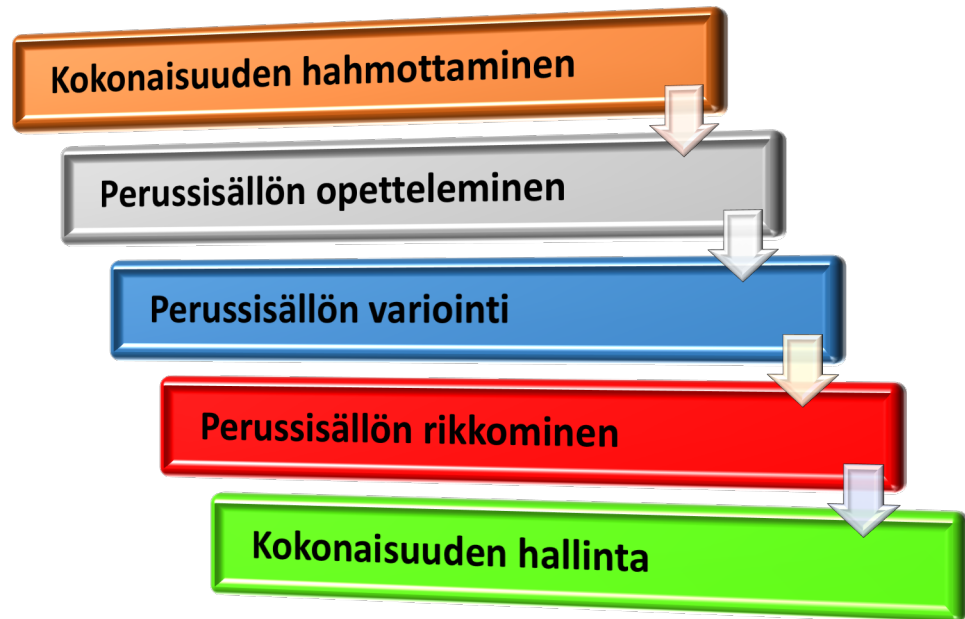 Kokonaisuuden hahmottaminen
Perussisällön opetteleminen
Perussisällön variointi
Perussisällön rikkominen
Kokonaisuuden hallinta